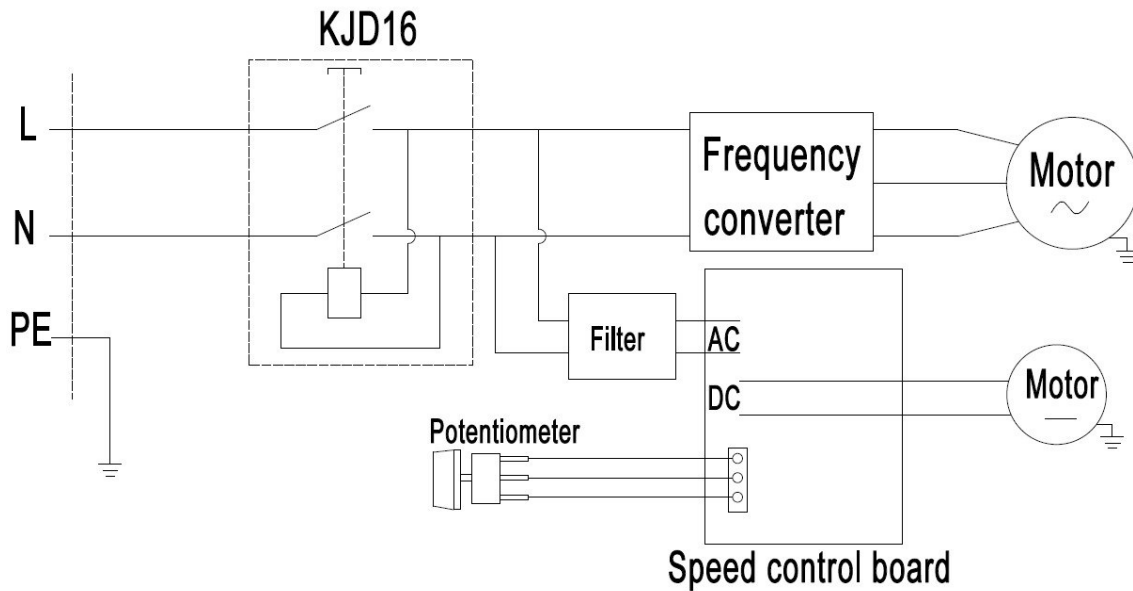 KJD16
L
N
PE
Frequency
converter
Motor
Filter
AC
DC
Motor
Potentiometer
Speed control board